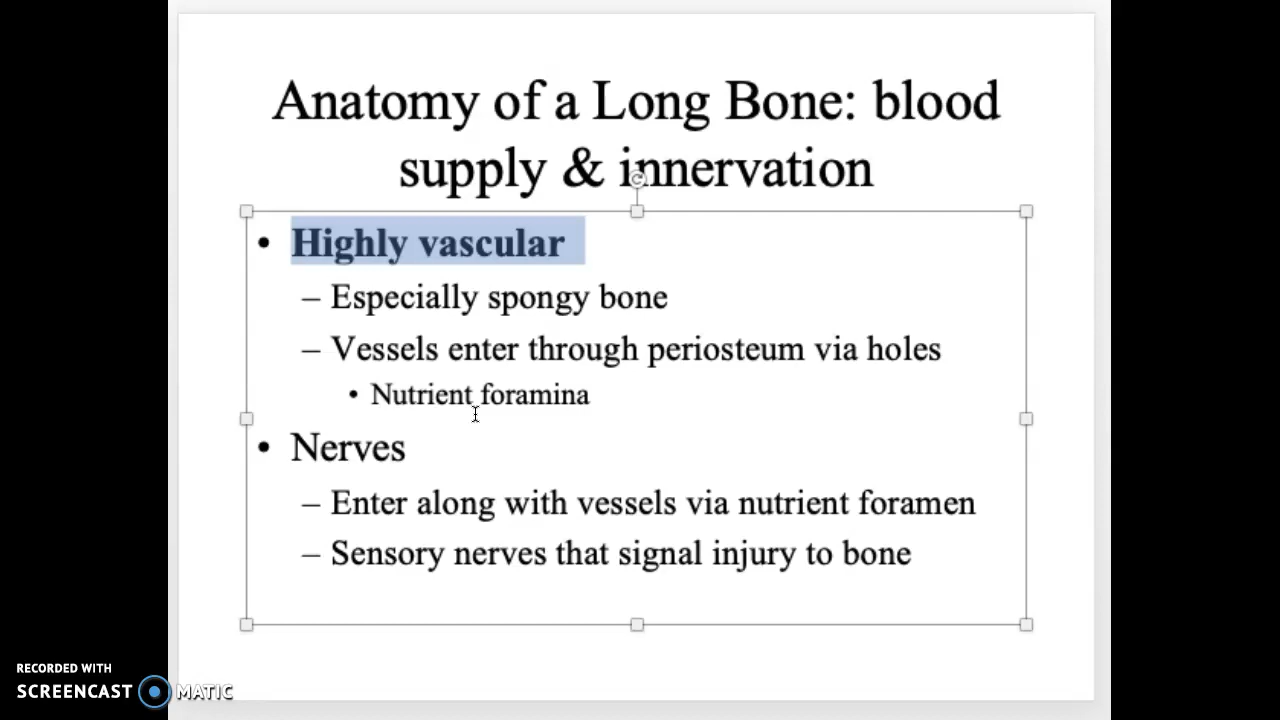 Anatomy of a Long Bone: blood
supply & innervation
• Highly vascular
– Especially spongy bone
– Vessels enter through periosteum via holes
• Nutrient foramina
• Nerves
– Enter along with vessels via nutrient foramen
– Sensory nerves that signal injury to bone
RECORDED WITH
SCREENCAST MATIC